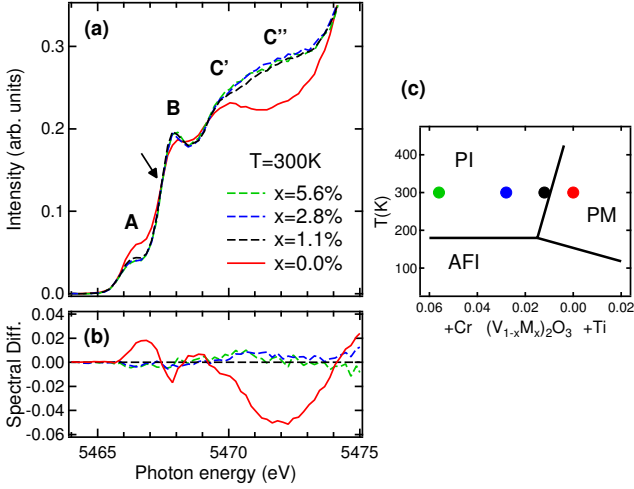 (a)
0.3
0.2
0.1
0.0
Intensity (arb. units)
A
B
C'
C''
T=300K
x=5.6%
x=2.8%
x=1.1%
x=0.0%
(b)
0.04
0.02
0.00
-0.02
-0.04
-0.06
Spectral Diff.
5465
5470
5475
Photon energy (eV)
(c)
400
300
200
100
T(K)
PI
PM
AFI
0.06
0.04
0.02
0.00
0.02
+Cr (V1-xMx)2O3 +Ti